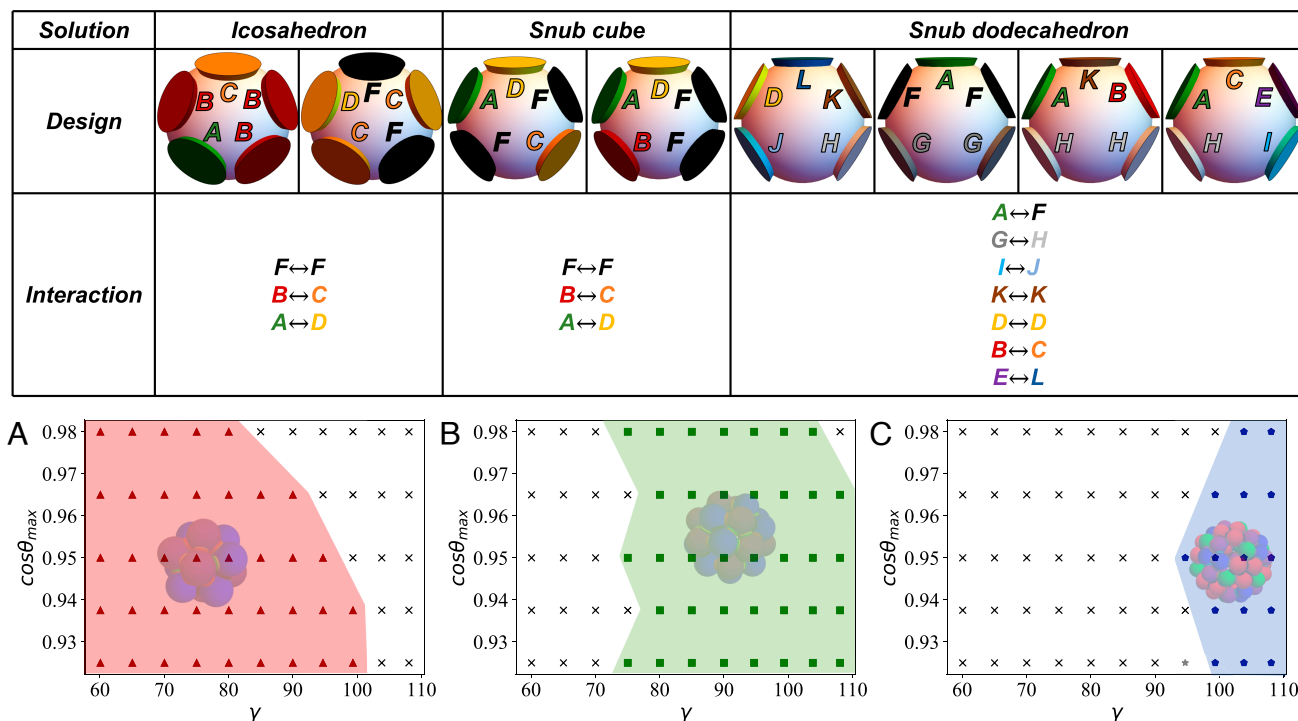 Solution Icosahedron Snub cube Snub dodecahedron
Design
B C B A B
D F C C F
A D F F C
A D F B F
D L K J H
F A F G G
A K B H H
A C E H I
Interaction
F↔F
B↔C
A↔D
F↔F
B↔C
A↔D
A↔F
G↔H
I↔J
K↔K
D↔D
B↔C
E↔L
A
cosθmax
0.98
0.97
0.96
0.95
0.94
0.93
60 70 80 90 100 110
γ
B
cosθmax
0.98
0.97
0.96
0.95
0.94
0.93
60 70 80 90 100 110
γ
C
cosθmax
0.98
0.97
0.96
0.95
0.94
0.93
60 70 80 90 100 110
γ